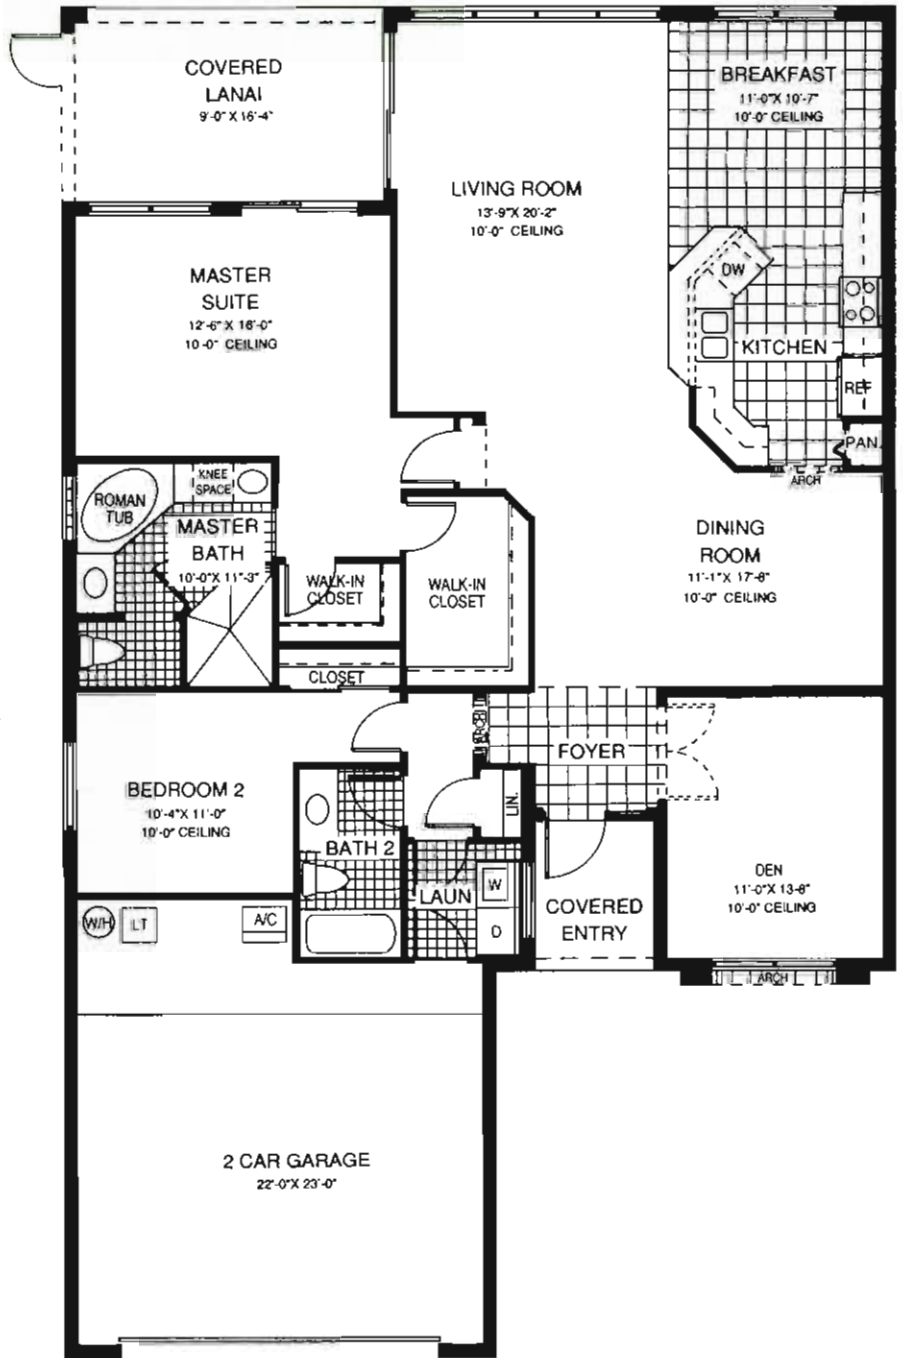 COVERED
LANAI
9'-0" X 16'-4"
BREAKFAST
11'-0"X 10'-7"
10'-0" CEILING
LIVING ROOM
13'-9"X 20'-2"
10'-0" CEILING
MASTER
SUITE
12'-6" X 16'-0"
10-0" CEILING
DW
KITCHEN
REF
PAN.
ARCH
KNEE
SPACE
ROMAN
TUB
MASTER
BATH
10'-0"X 11'-3"
WALK-IN
CLOSET
WALK-IN
CLOSET
DINING
ROOM
11'-1"X 17'-8"
10'-0" CEILING
CLOSET
ARCH
FOYER
BEDROOM 2
10'-4"X 11'-0"
10'-0" CEILING
LIN.
BATH 2
DEN
11'-0"X 13'-8"
10'-0" CEILING
LAUN
W
D
COVERED
ENTRY
W/H
LT
A/C
ARCH
2 CAR GARAGE
22'-0"X 23'-0"